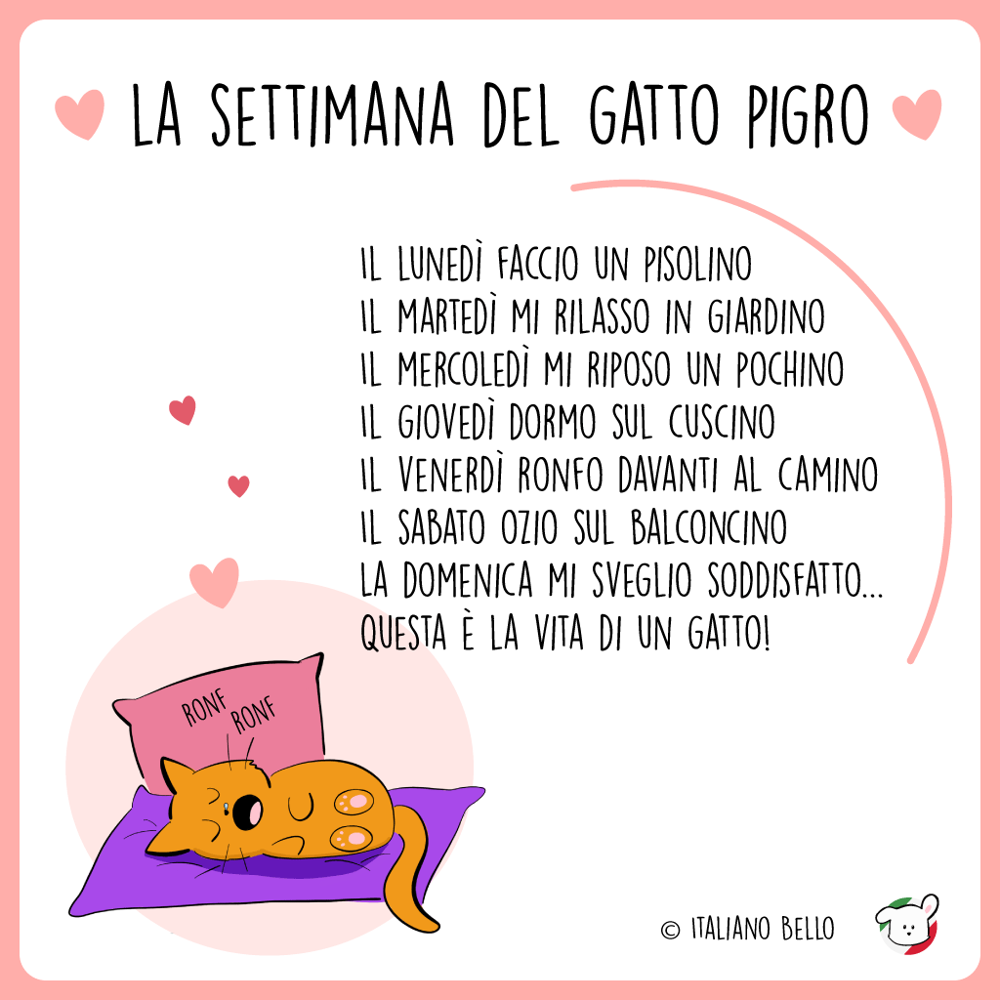 LA SETTIMANA DEL GATTO PIGRO
IL LUNEDÌ FACCIO UN PISOLINO
IL MARTEDÌ MI RILASSO IN GIARDINO
IL MERCOLEDÌ MI RIPOSO UN POCHINO
IL GIOVEDÌ DORMO SUL CUSCINO
IL VENERDÌ RONFO DAVANTI AL CAMINO
IL SABATO OZIO SUL BALCONCINO
LA DOMENICA MI SVEGLIO SODDISFATTO...
QUESTA È LA VITA DI UN GATTO!
RONF
RONF
© ITALIANO BELLO